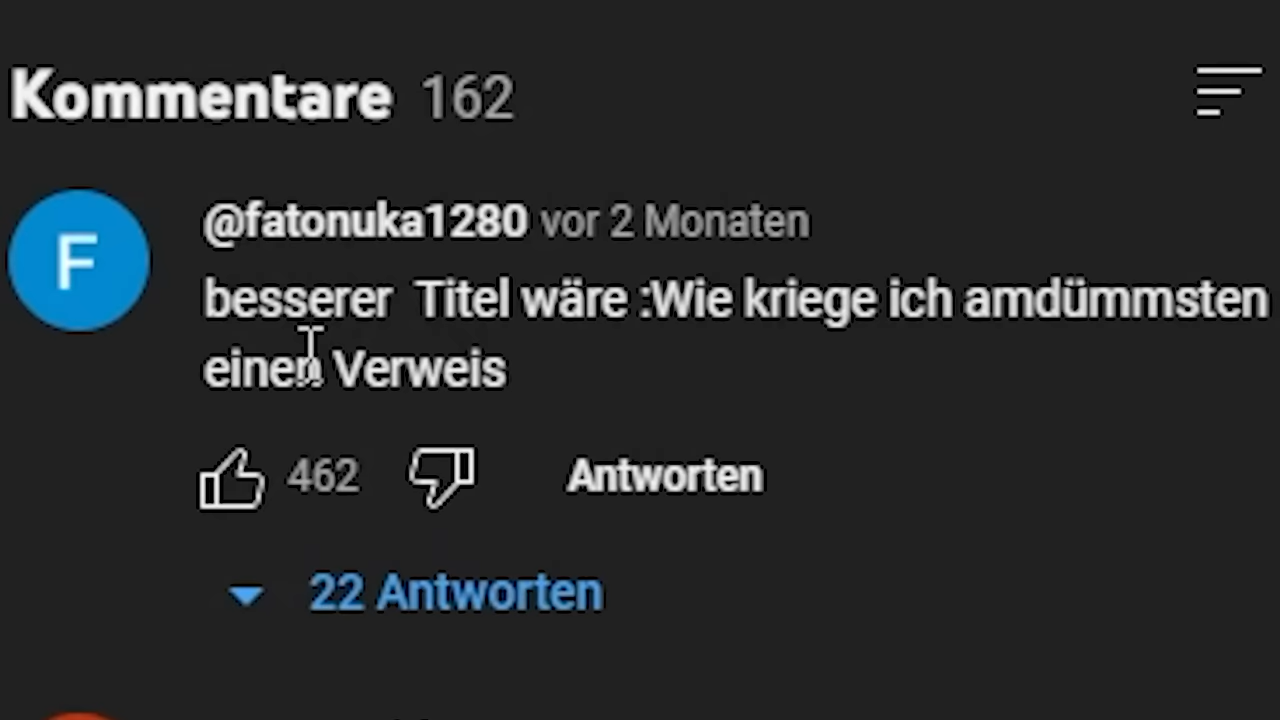 Kommentare 162
F
@fatonuka1280 vor 2 Monaten
besserer Titel wäre :Wie kriege ich amdümmsten
einen Verweis
462 Antworten
22 Antworten